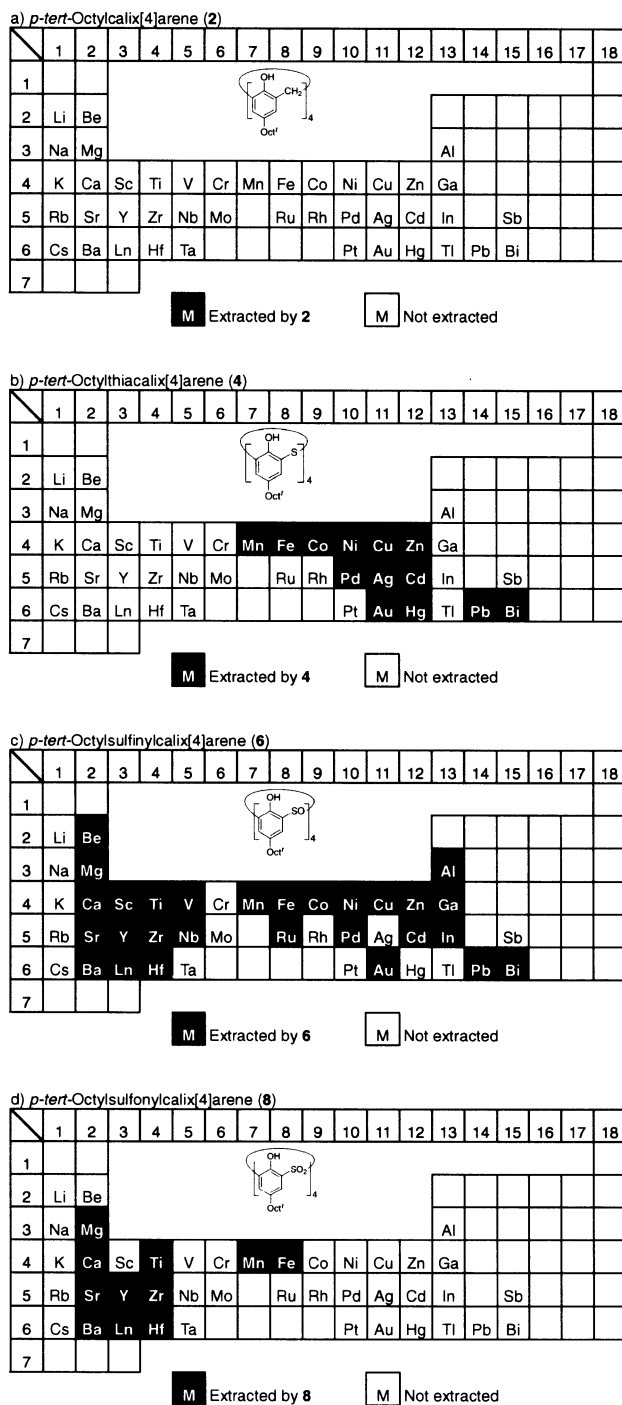 a) p-tert-Octylcalix[4]arene (2)
1 2 3 4 5 6 7 8 9 10 11 12 13 14 15 16 17 18
1
OH
CH2
4
Octt
2 Li Be
3 Na Mg Al
4 K Ca Sc Ti V Cr Mn Fe Co Ni Cu Zn Ga
5 Rb Sr Y Zr Nb Mo Ru Rh Pd Ag Cd In Sb
6 Cs Ba Ln Hf Ta Pt Au Hg Tl Pb Bi
7
M Extracted by 2 M Not extracted
b) p-tert-Octylthiacalix[4]arene (4)
1 2 3 4 5 6 7 8 9 10 11 12 13 14 15 16 17 18
1
OH
S
4
Octt
2 Li Be
3 Na Mg Al
4 K Ca Sc Ti V Cr Mn Fe Co Ni Cu Zn Ga
5 Rb Sr Y Zr Nb Mo Ru Rh Pd Ag Cd In Sb
6 Cs Ba Ln Hf Ta Pt Au Hg Tl Pb Bi
7
M Extracted by 4 M Not extracted
c) p-tert-Octylsulfinylcalix[4]arene (6)
1 2 3 4 5 6 7 8 9 10 11 12 13 14 15 16 17 18
1
OH
SO
4
Octt
2 Li Be
3 Na Mg Al
4 K Ca Sc Ti V Cr Mn Fe Co Ni Cu Zn Ga
5 Rb Sr Y Zr Nb Mo Ru Rh Pd Ag Cd In Sb
6 Cs Ba Ln Hf Ta Pt Au Hg Tl Pb Bi
7
M Extracted by 6 M Not extracted
d) p-tert-Octylsulfonylcalix[4]arene (8)
1 2 3 4 5 6 7 8 9 10 11 12 13 14 15 16 17 18
1
OH
SO2
4
Octt
2 Li Be
3 Na Mg Al
4 K Ca Sc Ti V Cr Mn Fe Co Ni Cu Zn Ga
5 Rb Sr Y Zr Nb Mo Ru Rh Pd Ag Cd In Sb
6 Cs Ba Ln Hf Ta Pt Au Hg Tl Pb Bi
7
M Extracted by 8 M Not extracted